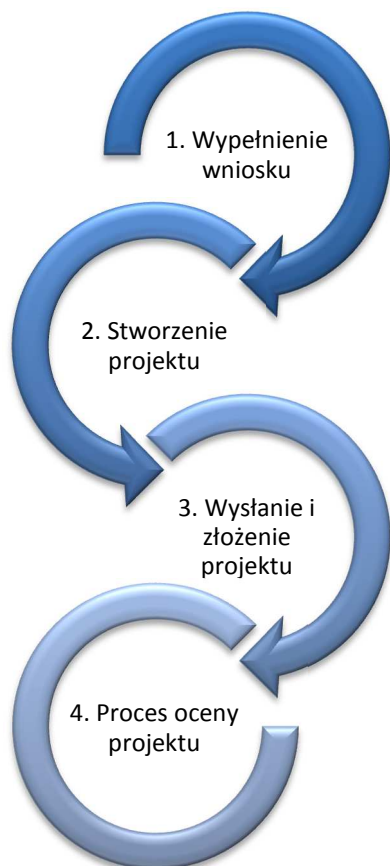 1. Wypełnienie
wniosku
2. Stworzenie
projektu
3. Wysłanie i
złożenie
projektu
4. Proces oceny
projektu